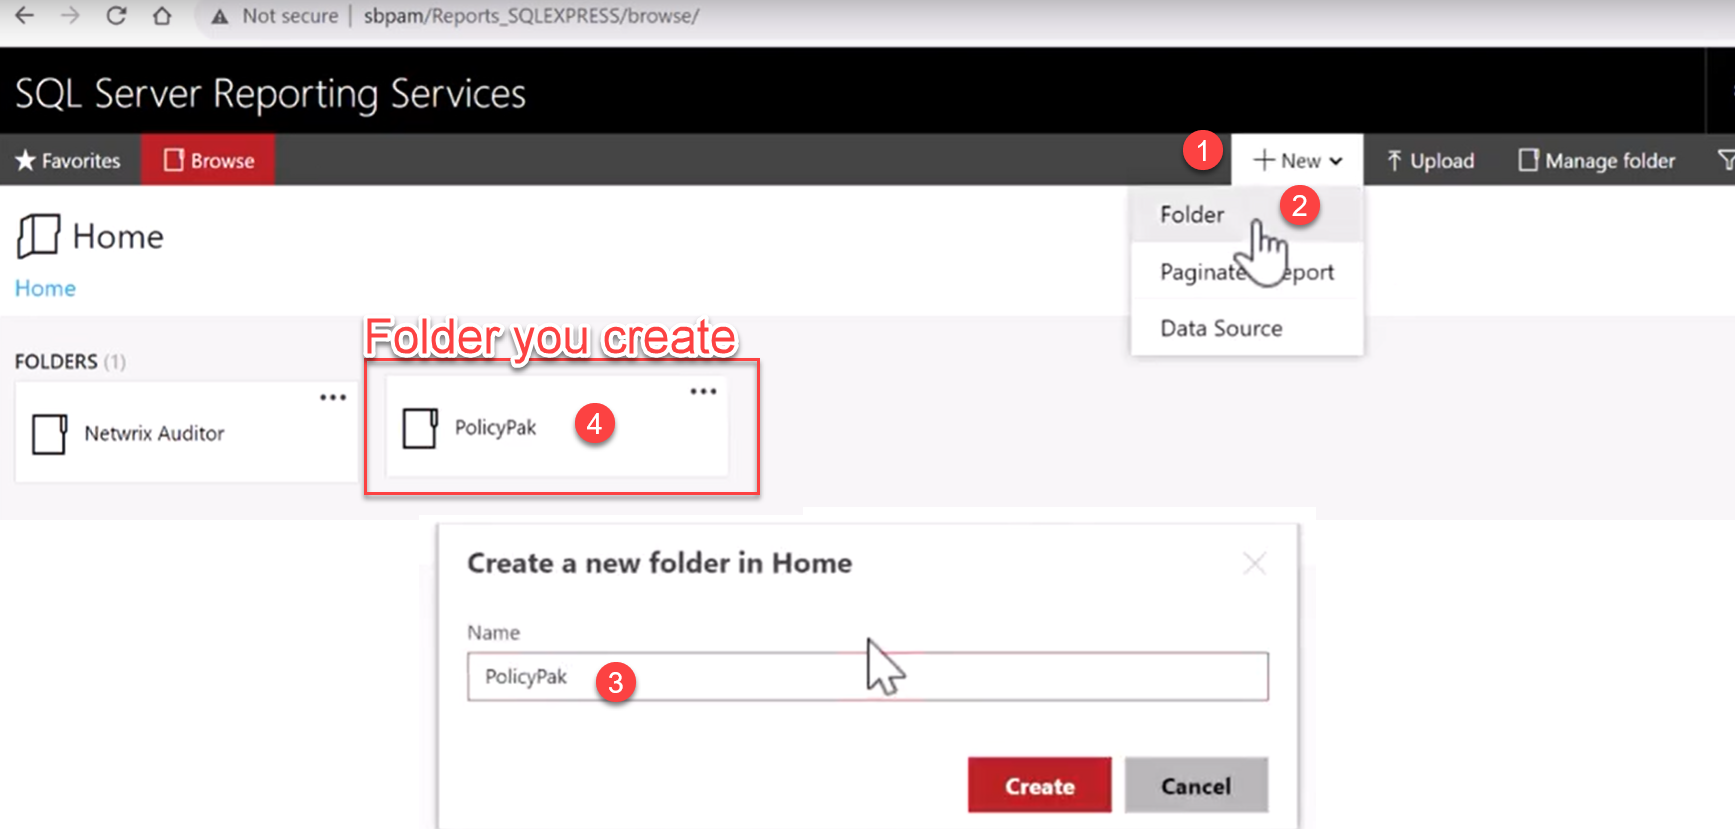 Not secure | sbpam/Reports_SQLEXPRESS/browse/
SQL Server Reporting Services
Favorites Browse 1 New Upload Manage folder
Home
Folder 2
Home
Paginate eport
Folder you create
Data Source
FOLDERS (1)
Netwrix Auditor PolicyPak 4
Create a new folder in Home
Name
PolicyPak 3
Create Cancel